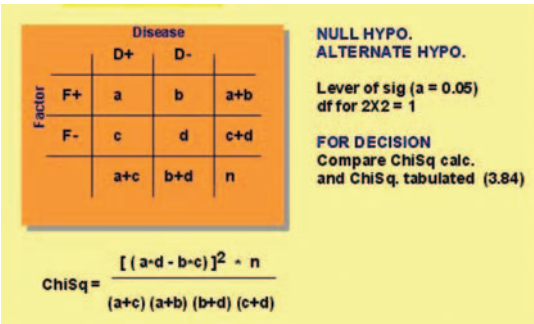 Disease
D+ D-
Factor
F+ a b a+b
F- c d c+d
a+c b+d n
NULL HYPO.
ALTERNATE HYPO.
Lever of sig (a = 0.05)
df for 2X2 = 1
FOR DECISION
Compare ChiSq calc.
and ChiSq. tabulated (3.84)
[ ( a*d - b*c) ]² * n
ChiSq =
(a+c) (a+b) (b+d) (c+d)